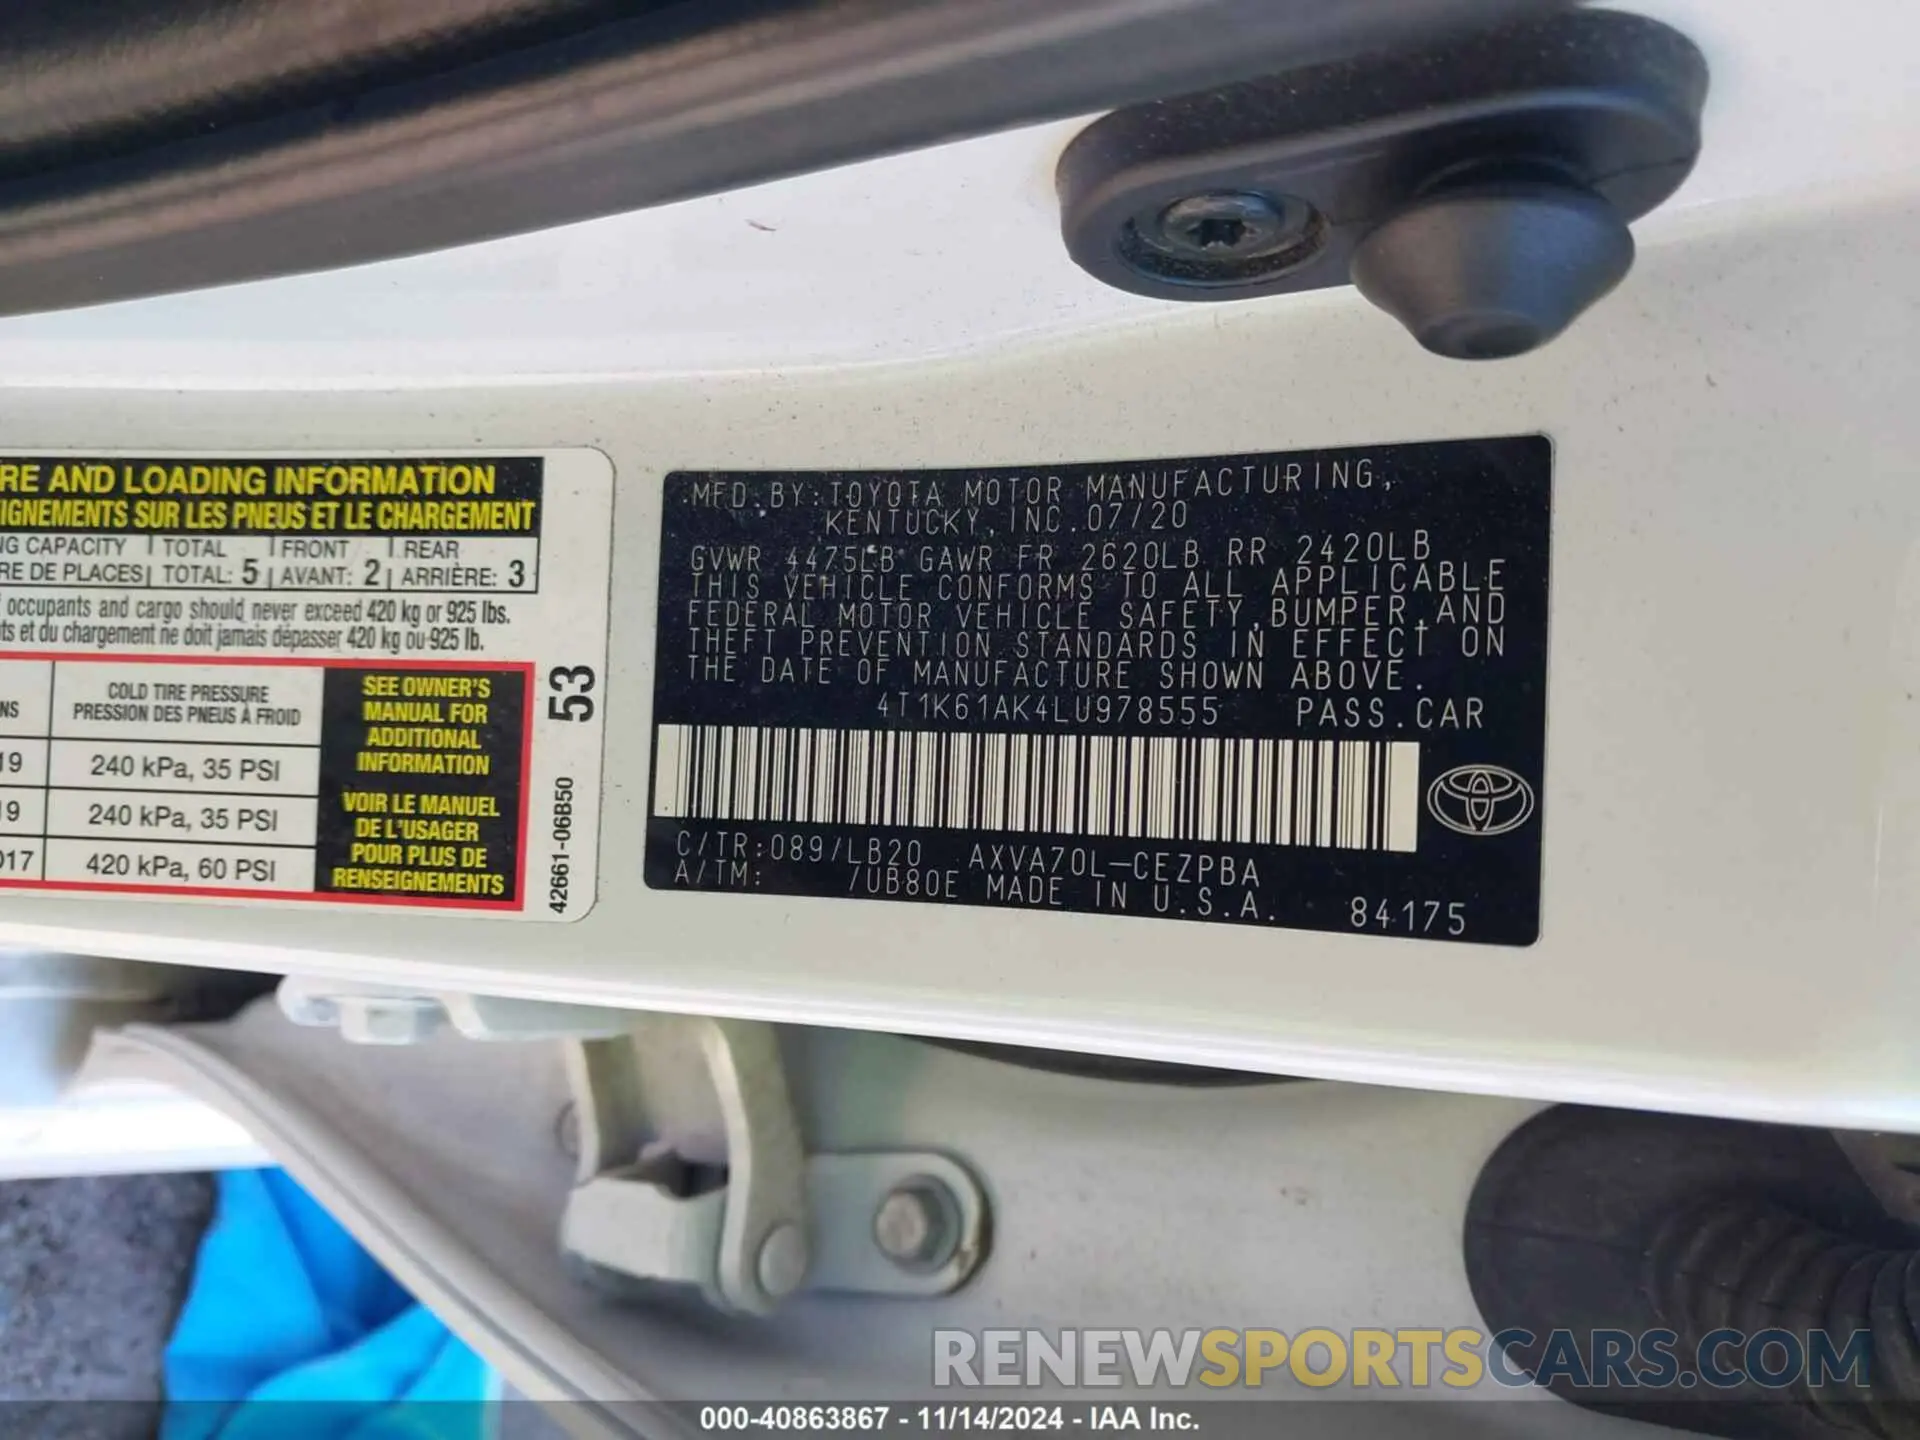 RE AND LOADING INFORMATION
IGNEMENTS SUR LES PNEUS ET LE CHARGEMENT
NG CAPACITY TOTAL FRONT REAR
RE DE PLACES TOTAL: 5 AVANT: 2 ARRIÈRE: 3
f occupants and cargo should never exceed 420 kg or 925 lbs.
ts et du chargement ne doit jamais dépasser 420 kg ou 925 lb.
NS
COLD TIRE PRESSURE
PRESSION DES PNEUS À FROID
19 240 kPa, 35 PSI
19 240 kPa, 35 PSI
017 420 kPa, 60 PSI
SEE OWNER'S
MANUAL FOR
ADDITIONAL
INFORMATION
VOIR LE MANUEL
DE L'USAGER
POUR PLUS DE
RENSEIGNEMENTS
53
42661-06B50
MFD.BY:TOYOTA MOTOR MANUFACTURING,
KENTUCKY, INC.07/20
GVWR 4475LB GAWR FR 2620LB RR 2420LB
THIS VEHICLE CONFORMS TO ALL APPLICABLE
FEDERAL MOTOR VEHICLE SAFETY,BUMPER,AND
THEFT PREVENTION STANDARDS IN EFFECT ON
THE DATE OF MANUFACTURE SHOWN ABOVE.
4T1K61AK4LU978555 PASS.CAR
C/TR:089/LB20 AXVA70L-CEZPBA
A/TM: /UB80E MADE IN U.S.A. 84175
RENEWSPORTSCARS.COM
000-40863867 - 11/14/2024 - IAA Inc.